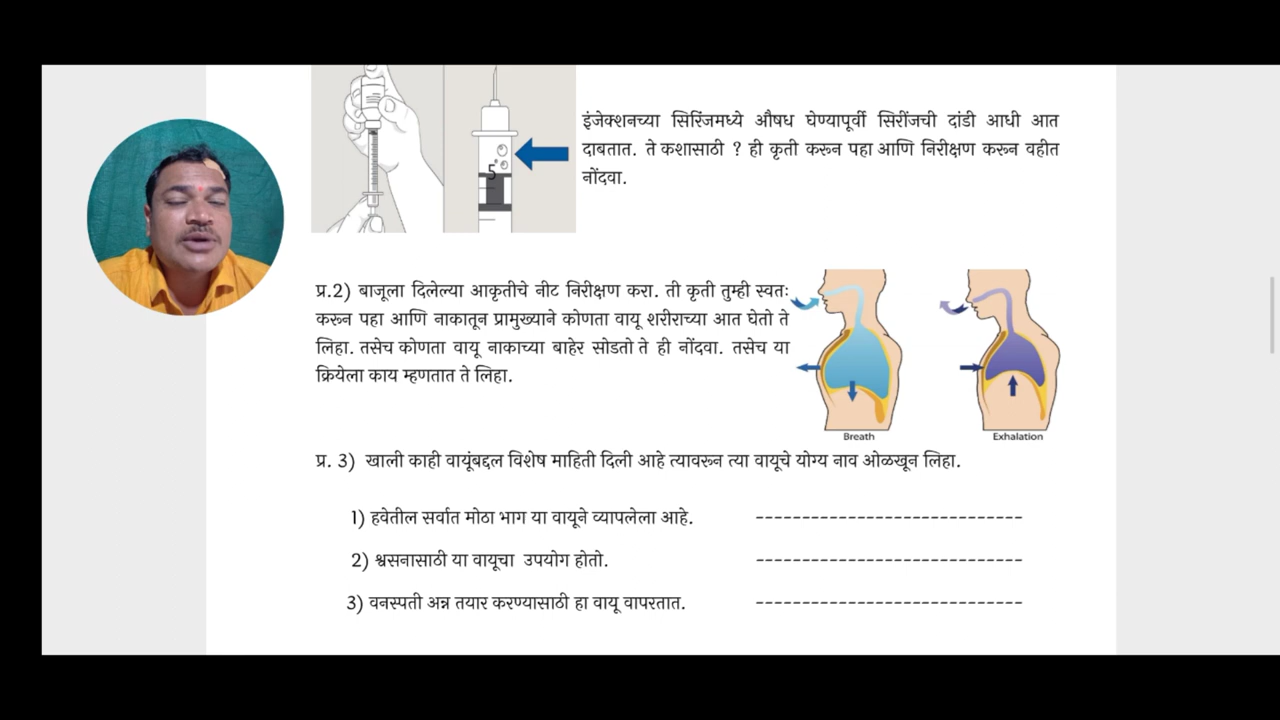 इंजेक्शनच्या सिरिंजमध्ये औषध घेण्यापूर्वी सिरींजची दांडी आधी आत
दाबतात. ते कशासाठी ? ही कृती करून पहा आणि निरीक्षण करून वहीत
नोंदवा.
5
प्र.2) बाजूला दिलेल्या आकृतीचे नीट निरीक्षण करा. ती कृती तुम्ही स्वतः
करून पहा आणि नाकातून प्रामुख्याने कोणता वायू शरीराच्या आत घेतो ते
लिहा. तसेच कोणता वायू नाकाच्या बाहेर सोडतो ते ही नोंदवा. तसेच या
क्रियेला काय म्हणतात ते लिहा.
Breath
Exhalation
प्र. 3) खाली काही वायूंबद्दल विशेष माहिती दिली आहे त्यावरून त्या वायूचे योग्य नाव ओळखून लिहा.
1) हवेतील सर्वात मोठा भाग या वायूने व्यापलेला आहे. -----------------------------
2) श्वसनासाठी या वायूचा उपयोग होतो. -----------------------------
3) वनस्पती अन्न तयार करण्यासाठी हा वायू वापरतात. -----------------------------